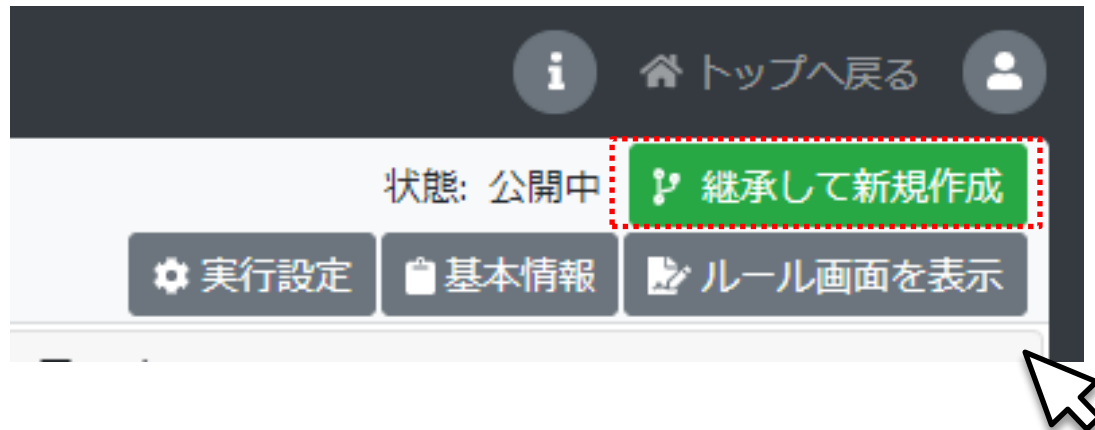 i トップへ戻る
状態: 公開中 継承して新規作成
実行設定 基本情報 ルール画面を表示